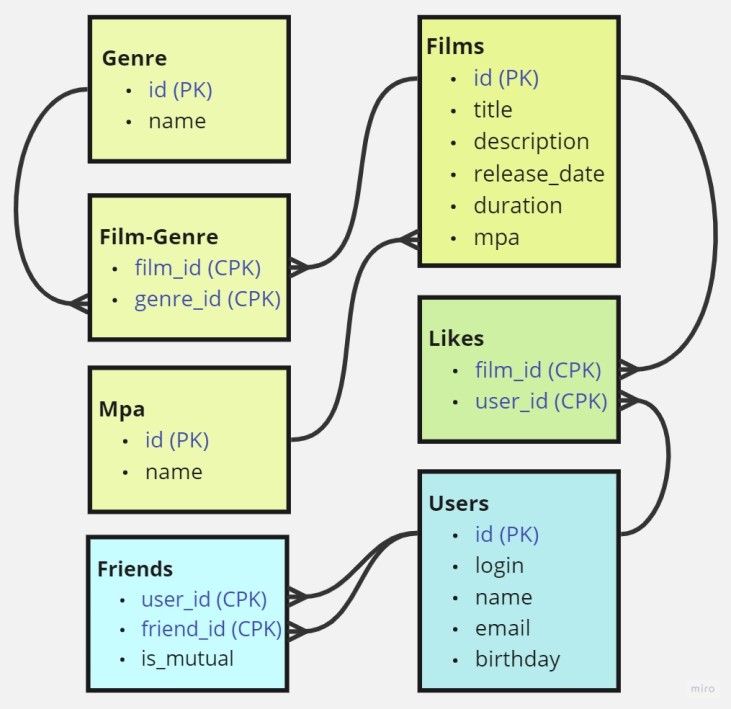 Genre
• id (PK)
• name
Film-Genre
• film_id (CPK)
• genre_id (CPK)
Mpa
• id (PK)
• name
Friends
• user_id (CPK)
• friend_id (CPK)
• is_mutual
Films
• id (PK)
• title
• description
• release_date
• duration
• mpa
Likes
• film_id (CPK)
• user_id (CPK)
Users
• id (PK)
• login
• name
• email
• birthday
miro